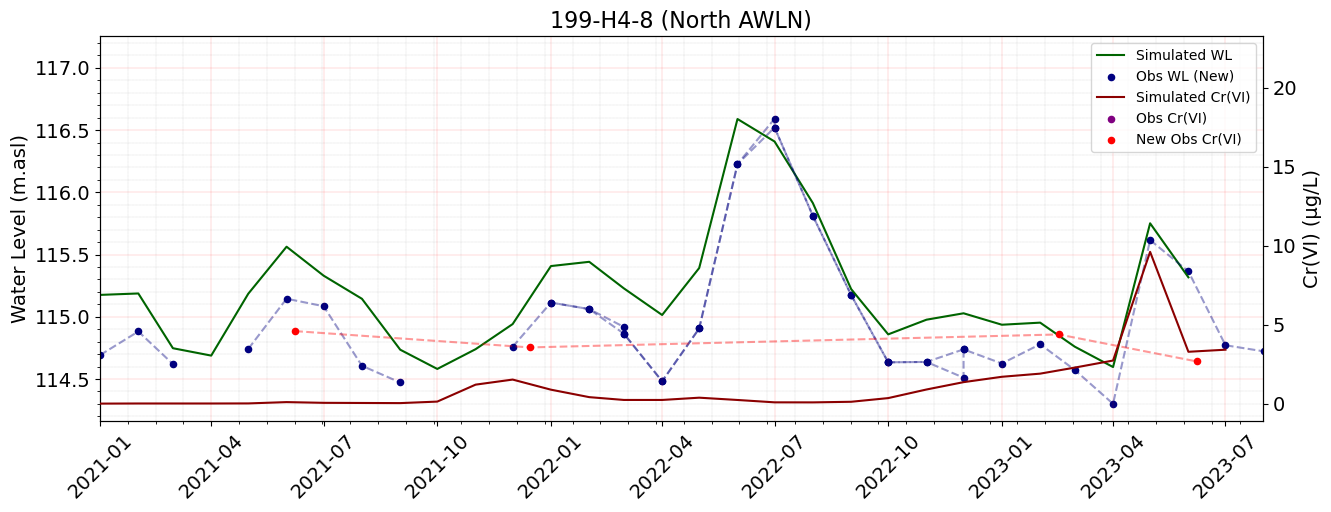 199-H4-8 (North AWLN)
Water Level (m.asl)
117.0
116.5
116.0
115.5
115.0
114.5
Simulated WL
Obs WL (New)
Simulated Cr(VI)
Obs Cr(VI)
New Obs Cr(VI)
20
15
10
5
0
Cr(VI) (µg/L)
2021-01
2021-04
2021-07
2021-10
2022-01
2022-04
2022-07
2022-10
2023-01
2023-04
2023-07